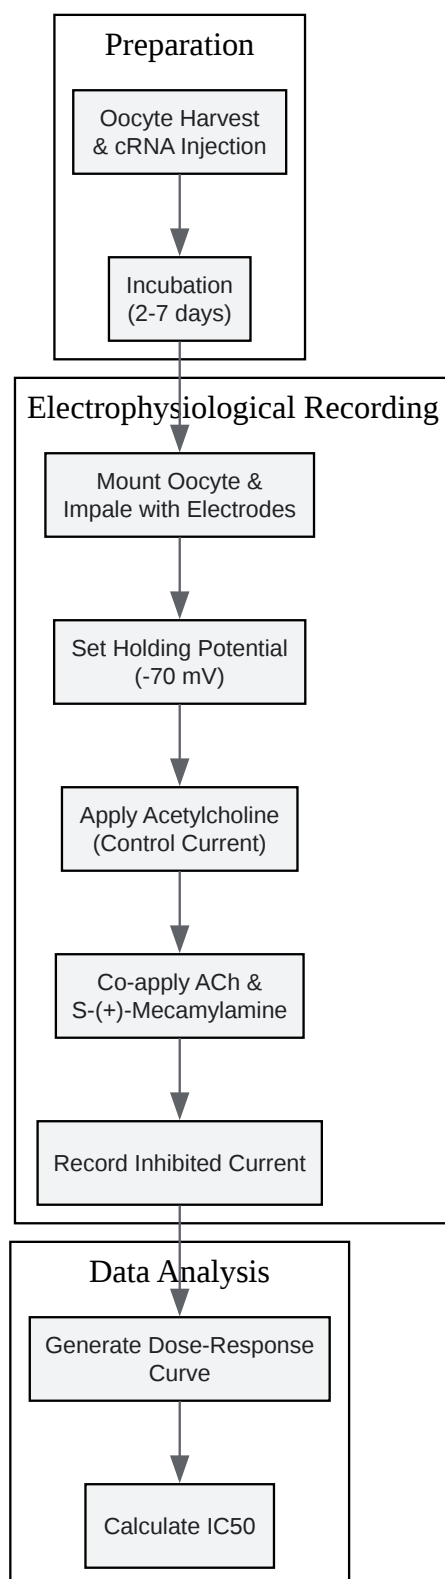 Preparation
Oocyte Harvest
& cRNA Injection
Incubation
(2-7 days)
Electrophysiological Recording
Mount Oocyte &
Impale with Electrodes
Set Holding Potential
(-70 mV)
Apply Acetylcholine
(Control Current)
Co-apply ACh &
S-(+)-Mecamylamine
Record Inhibited Current
Data Analysis
Generate Dose-Response
Curve
Calculate IC50